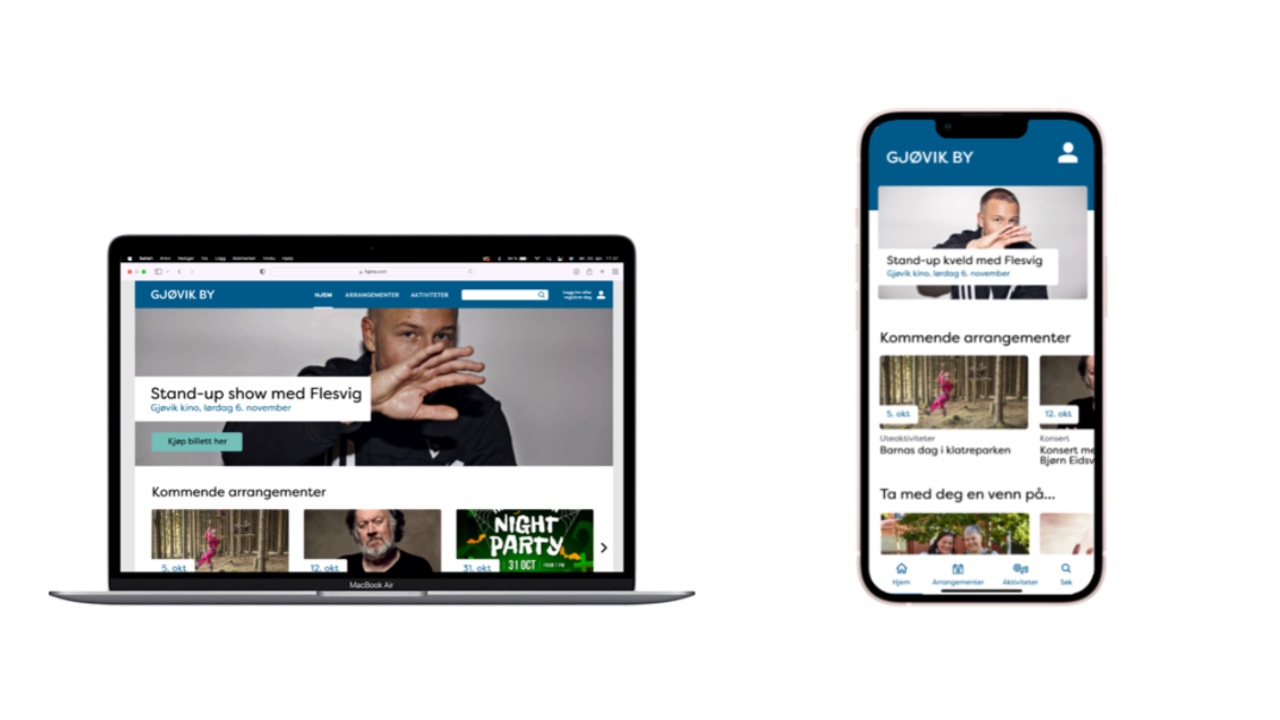 GJØVIK BY
HJEM
ARRANGEMENTER
AKTIVITETER
Logg inn eller
registrer deg
Stand-up show med Flesvig
Gjøvik kino, lørdag 6. november
Kjøp billett her
Kommende arrangementer
5. okt
12. okt
NIGHT
PARTY
31 OCT
31. okt
MacBook Air
GJØVIK BY
Stand-up kveld med Flesvig
Gjøvik kino, lørdag 6. november
Kommende arrangementer
5. okt
12. okt
Uteaktiviteter
Barnas dag i klatreparken
Konsert
Konsert me
Bjørn Eidsv
Ta med deg en venn på...
Hjem
Arrangementer
Aktiviteter
Søk